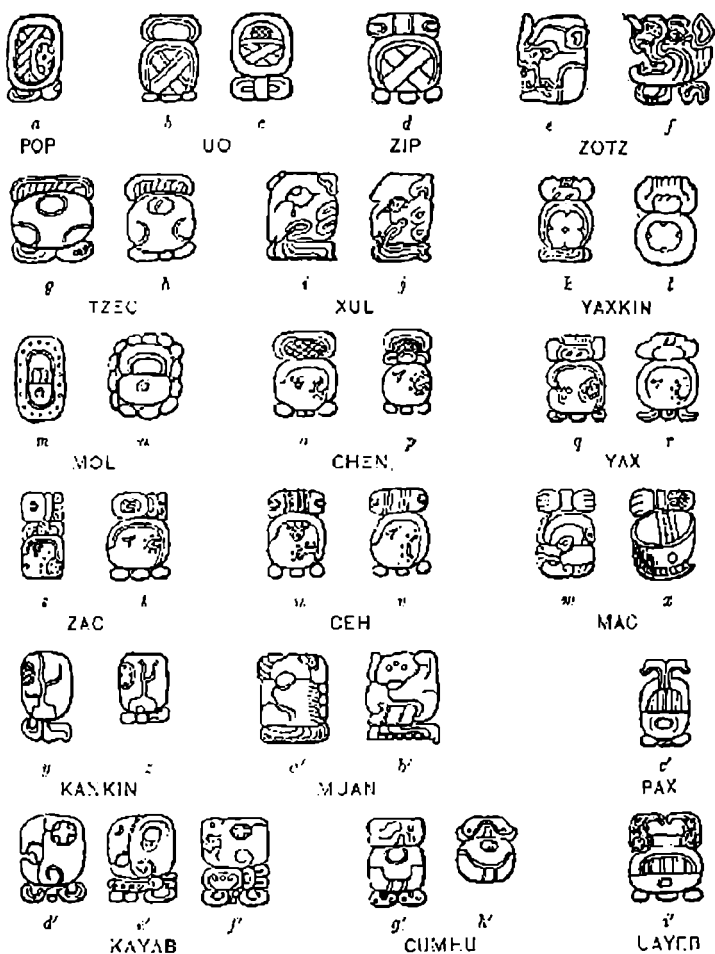 a b c d e f
POP UO ZIP ZOTZ
g h i j k l
TZEC XUL YAXKIN
m n o p q r
MOL CHEN YAX
s t u v w x
ZAC CEH MAC
y z a' b' c'
KANKIN MUAN PAX
d' e' f' g' h' i'
KAYAB CUMHU UAYEB